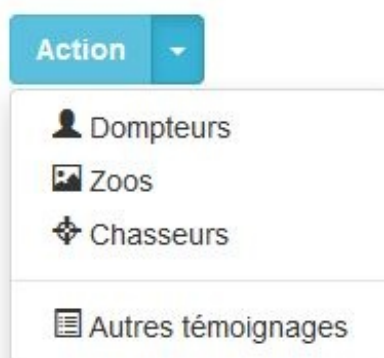 Action
Dompteurs
Zoos
Chasseurs
Autres témoignages